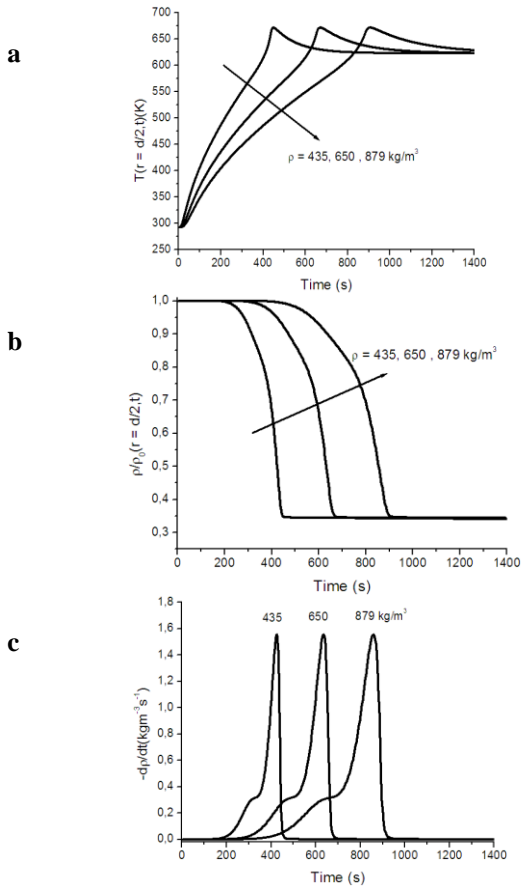 a
T(r = d/2,t)(K)
700
650
600
550
500
450
400
350
300
250
ρ = 435, 650 , 879 kg/m³
0 200 400 600 800 1000 1200 1400
Time (s)
b
ρ/ρ₀(r = d/2,t)
1,0
0,9
0,8
0,7
0,6
0,5
0,4
0,3
ρ = 435, 650 , 879 kg/m³
0 200 400 600 800 1000 1200 1400
Time (s)
c
-dρ/dt(kgm⁻³s⁻¹)
1,8
1,6
1,4
1,2
1,0
0,8
0,6
0,4
0,2
0,0
435 650 879 kg/m³
0 200 400 600 800 1000 1200 1400
Time (s)